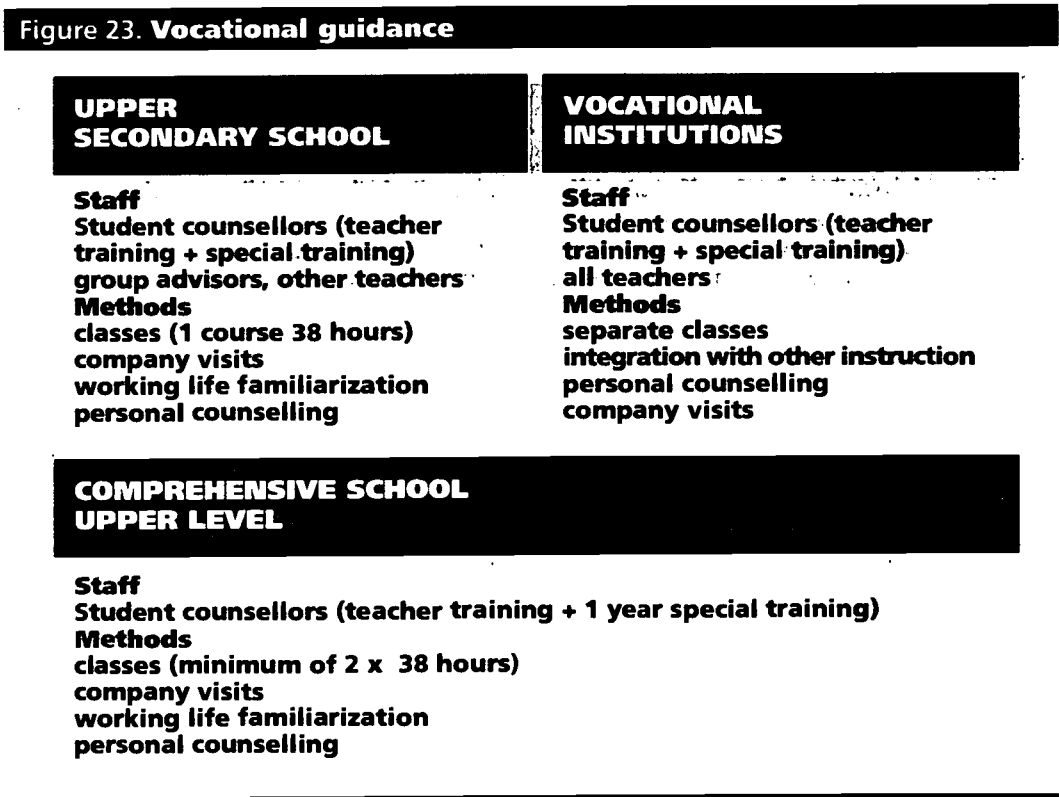 Figure 23. Vocational guidance
UPPER
SECONDARY SCHOOL
Staff
Student counsellors (teacher
training + special training)
group advisors, other teachers
Methods
classes (1 course 38 hours)
company visits
working life familiarization
personal counselling
VOCATIONAL
INSTITUTIONS
Staff
Student counsellors (teacher
training + special training)
all teachers
Methods
separate classes
integration with other instruction
personal counselling
company visits
COMPREHENSIVE SCHOOL
UPPER LEVEL
Staff
Student counsellors (teacher training + 1 year special training)
Methods
classes (minimum of 2 x 38 hours)
company visits
working life familiarization
personal counselling